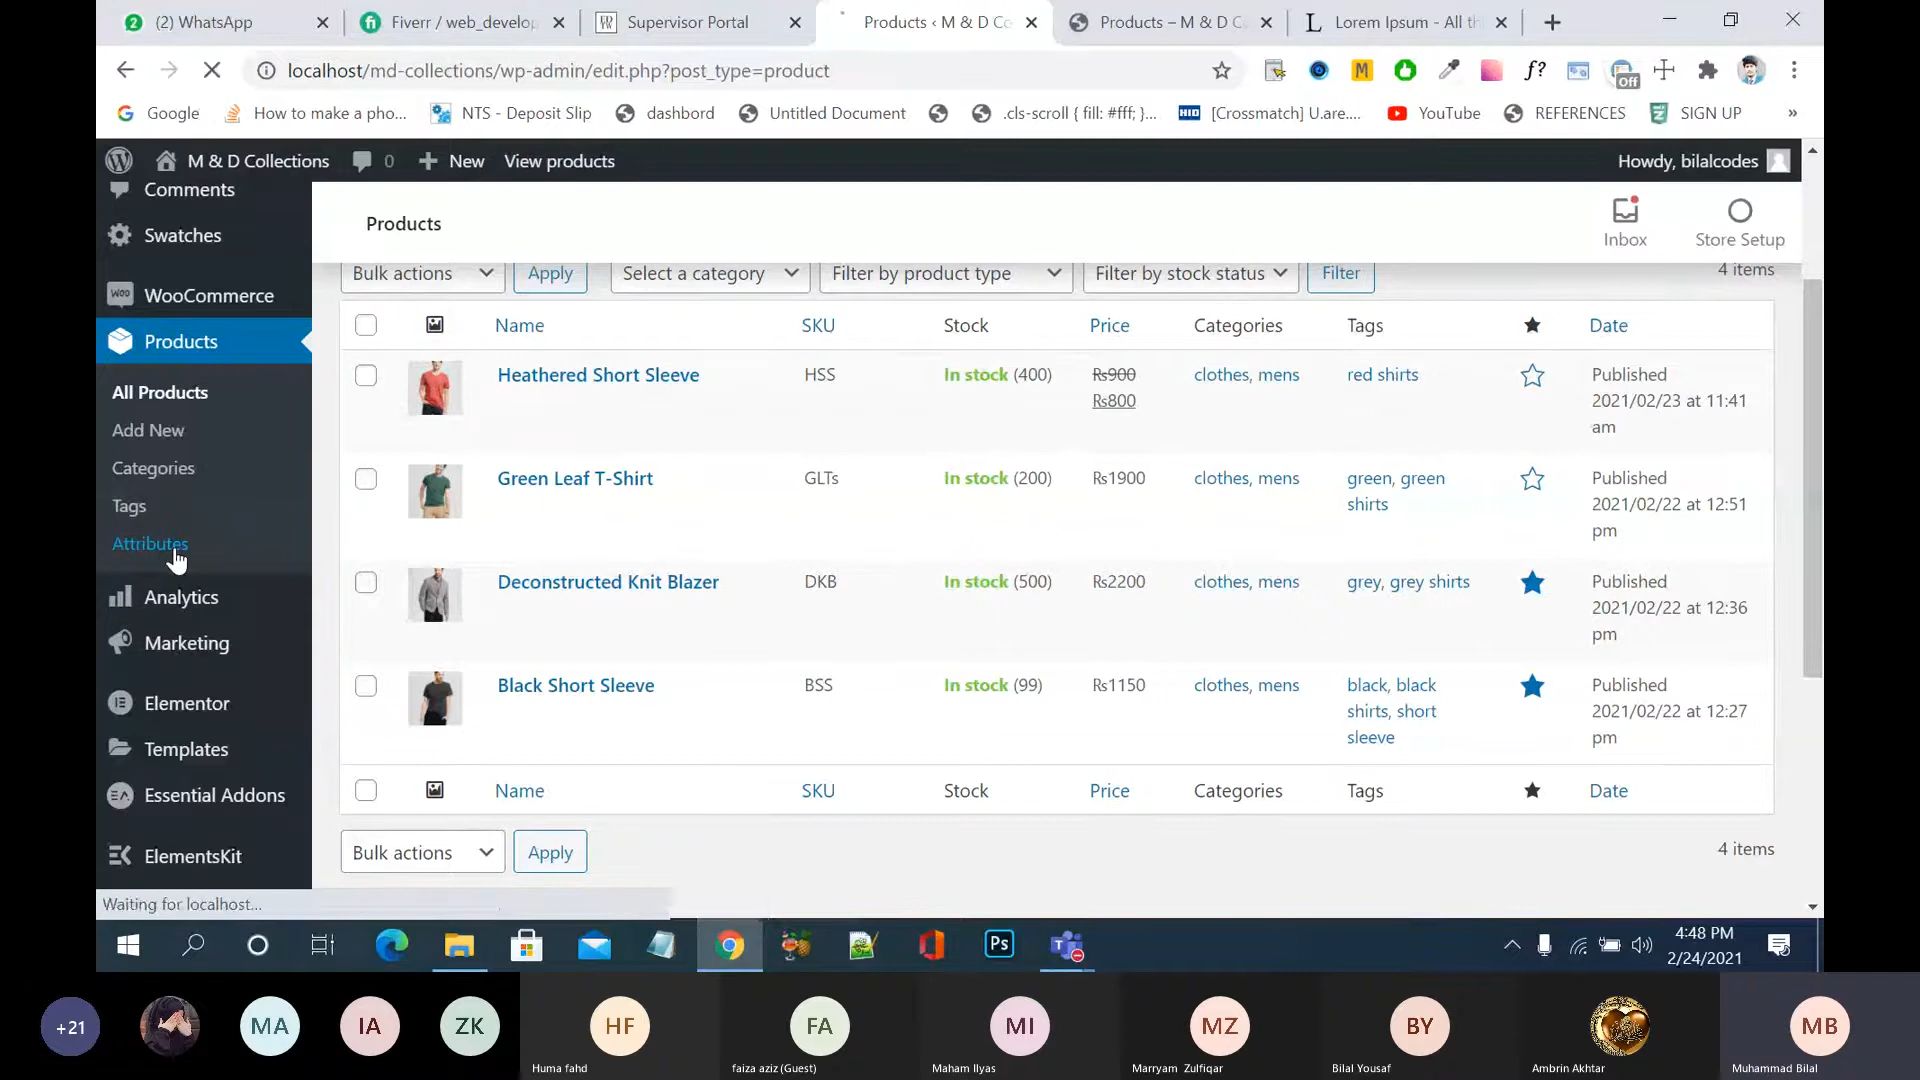 (2) WhatsApp
Fiverr / web_develop
Supervisor Portal
Products ‹ M & D Co
Products – M & D C
Lorem Ipsum - All th
localhost/md-collections/wp-admin/edit.php?post_type=product
M
f?
Off
Google
How to make a pho...
NTS - Deposit Slip
dashbord
Untitled Document
.cls-scroll { fill: #fff; }...
HID
[Crossmatch] U.are....
YouTube
REFERENCES
SIGN UP
»
M & D Collections
0
New
View products
Howdy, bilalcodes
Comments
Swatches
WooCommerce
Products
All Products
Add New
Categories
Tags
Attributes
Analytics
Marketing
Elementor
Templates
Essential Addons
ElementsKit
Products
Inbox
Store Setup
Bulk actions
Apply
Select a category
Filter by product type
Filter by stock status
Filter
4 items
Name SKU Stock Price Categories Tags Date
Heathered Short Sleeve HSS In stock (400) ₨900 clothes, mens red shirts Published
₨800 2021/02/23 at 11:41
am
Green Leaf T-Shirt GLTs In stock (200) ₨1900 clothes, mens green, green Published
shirts 2021/02/22 at 12:51
pm
Deconstructed Knit Blazer DKB In stock (500) ₨2200 clothes, mens grey, grey shirts Published
2021/02/22 at 12:36
pm
Black Short Sleeve BSS In stock (99) ₨1150 clothes, mens black, black Published
shirts, short 2021/02/22 at 12:27
sleeve pm
Name SKU Stock Price Categories Tags Date
Bulk actions
Apply
4 items
Waiting for localhost...
Ps
4:48 PM
2/24/2021
+21
MA
IA
ZK
HF
FA
MI
MZ
BY
MB
Huma fahd
faiza aziz (Guest)
Maham Ilyas
Marryam Zulfiqar
Bilal Yousaf
Ambrin Akhtar
Muhammad Bilal